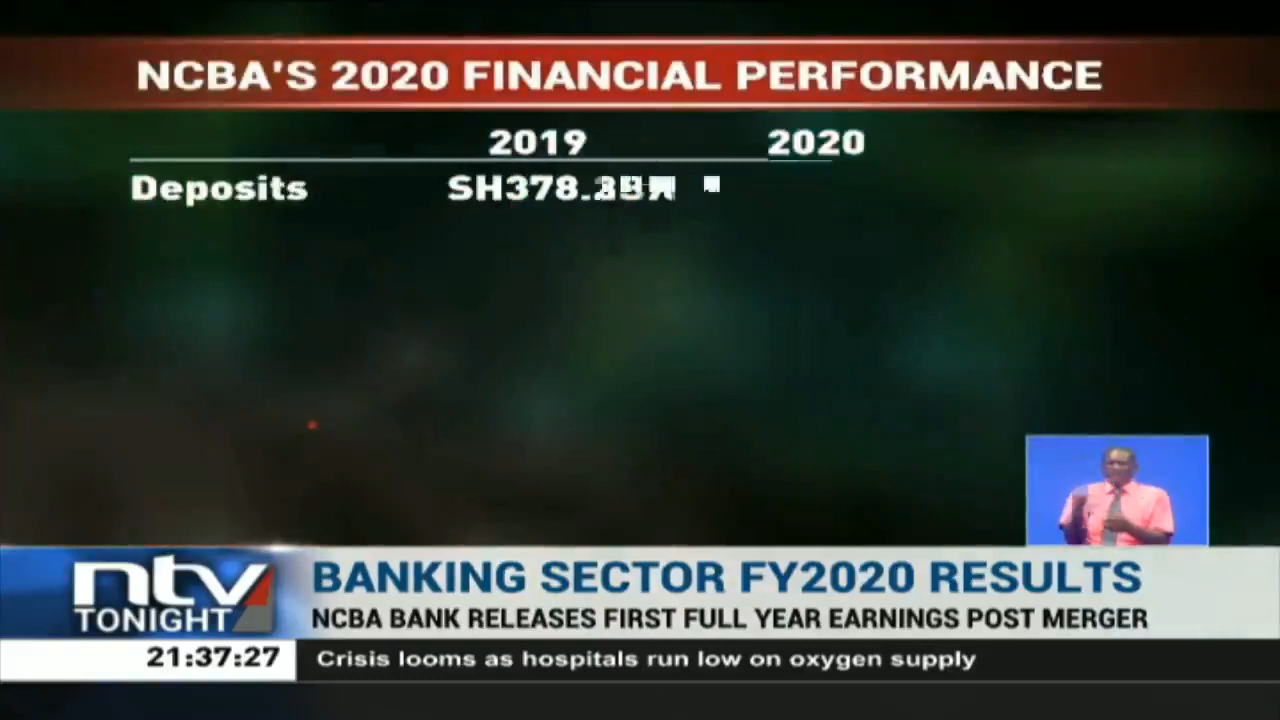 NCBA'S 2020 FINANCIAL PERFORMANCE
2019 2020
Deposits
BANKING SECTOR FY2020 RESULTS
ntv
TONIGHT
NCBA BANK RELEASES FIRST FULL YEAR EARNINGS POST MERGER
21:37:27
Crisis looms as hospitals run low on oxygen supply